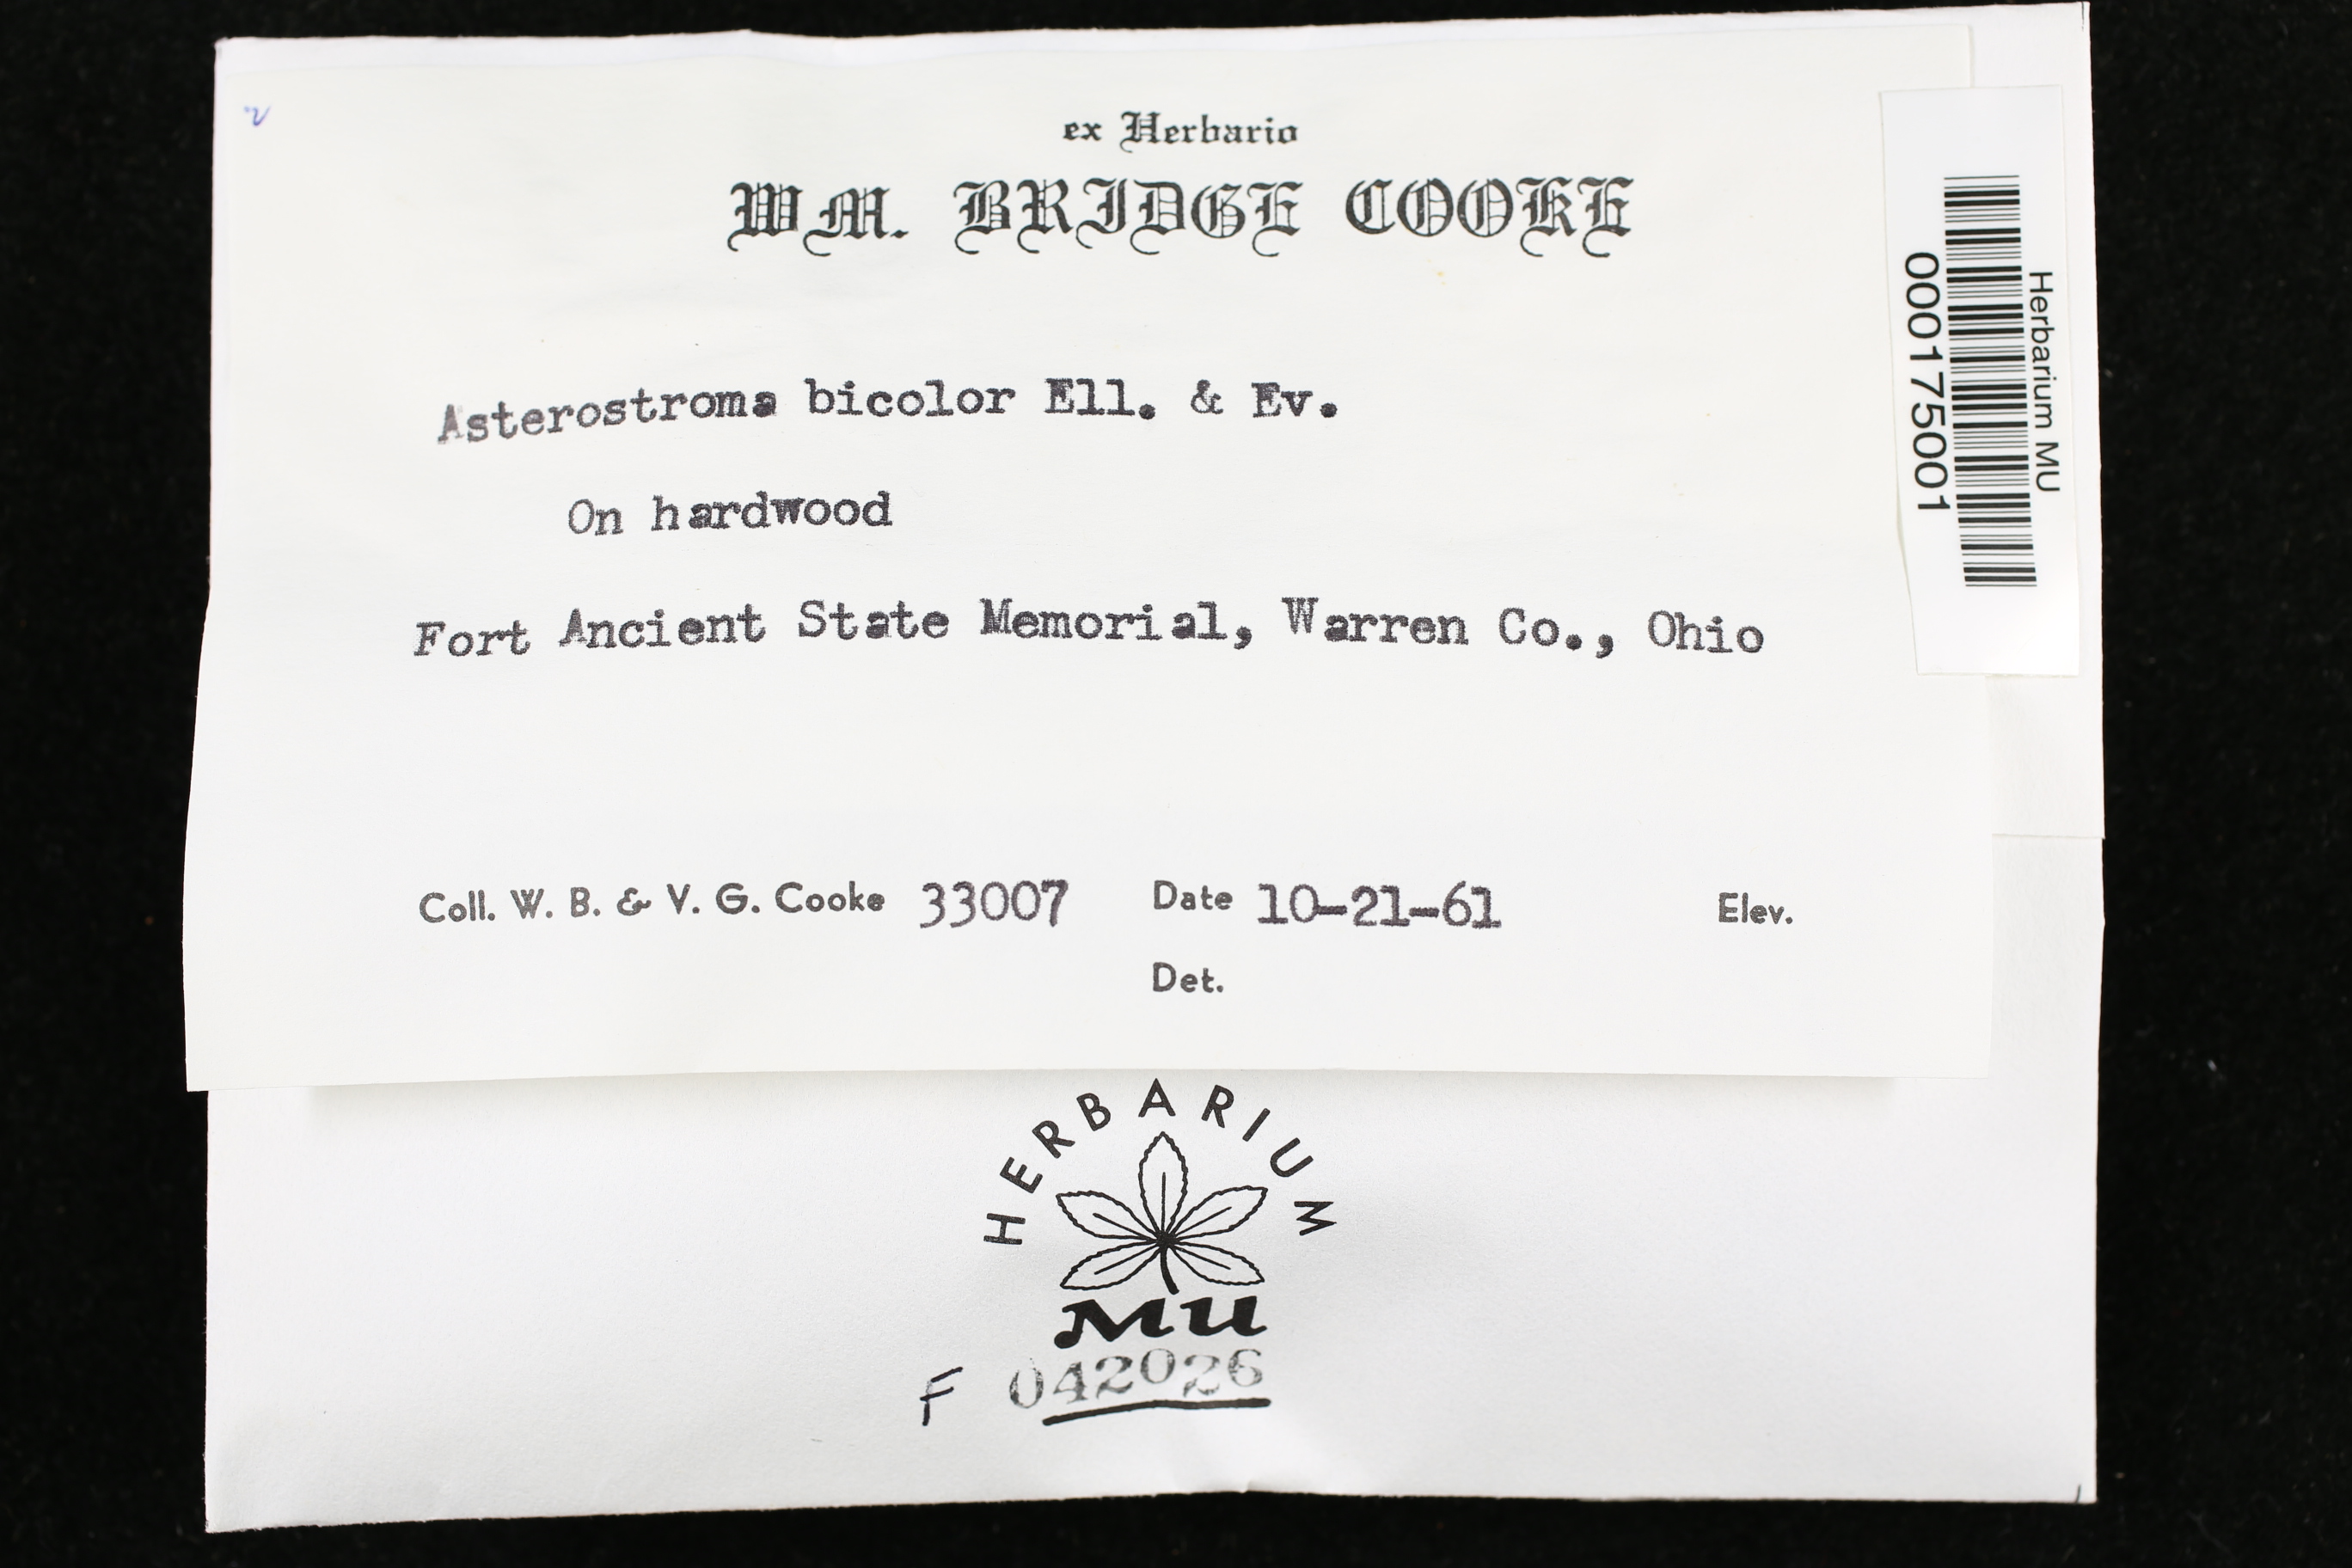 ex Herbario
WM. BRIDGE COOKE
Asterostroma bicolor Ell. & Ev.
On hardwood
Fort Ancient State Memorial, Warren Co., Ohio
Coll. W. B. & V. G. Cooke 33007 Date 10-21-61 Elev.
Det.
Herbarium MU
000175001
HERBARIUM
MU
F 042026